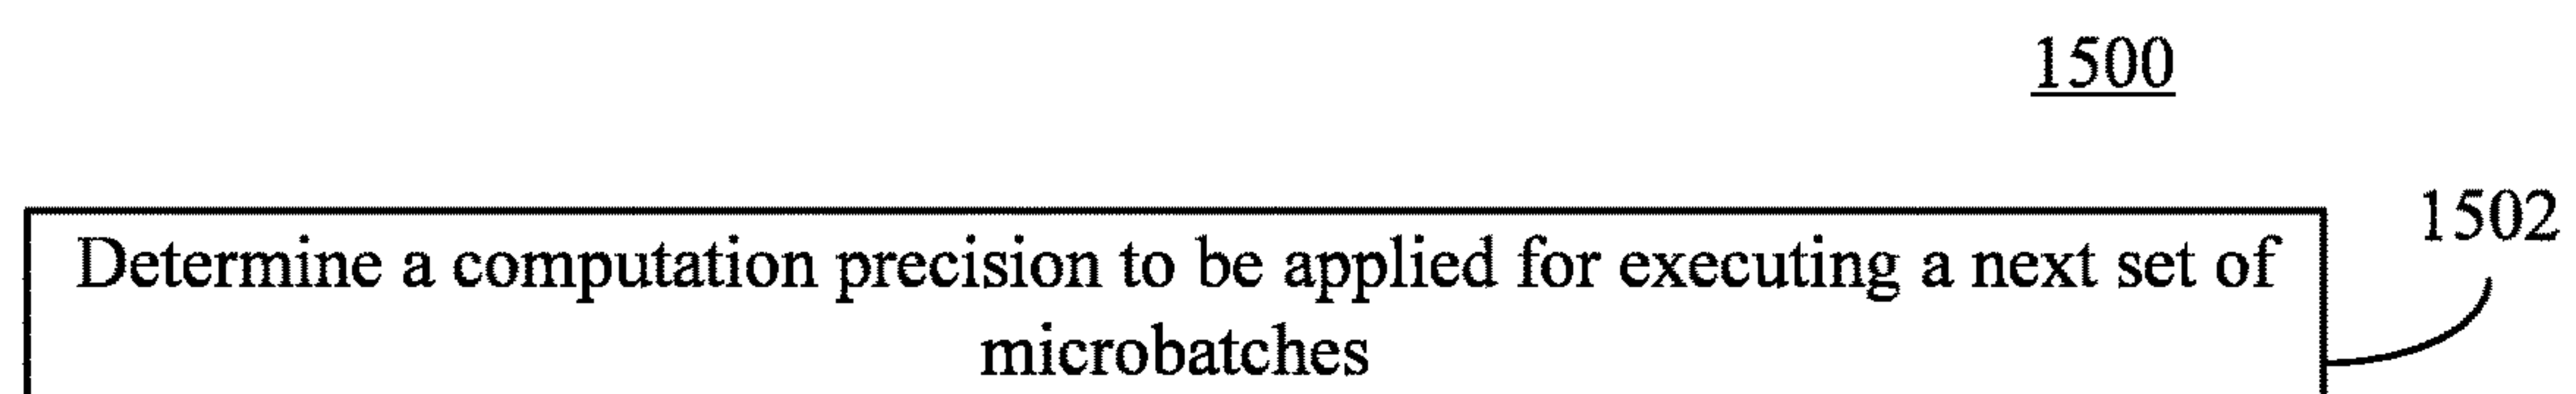 1500
1502
Determine a computation precision to be applied for executing a next set of
microbatches